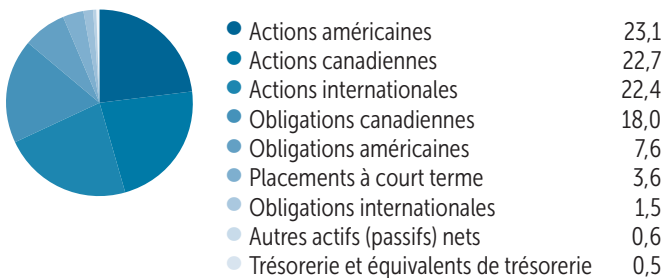 Actions américaines 23,1
Actions canadiennes 22,7
Actions internationales 22,4
Obligations canadiennes 18,0
Obligations américaines 7,6
Placements à court terme 3,6
Obligations internationales 1,5
Autres actifs (passifs) nets 0,6
Trésorerie et équivalents de trésorerie 0,5